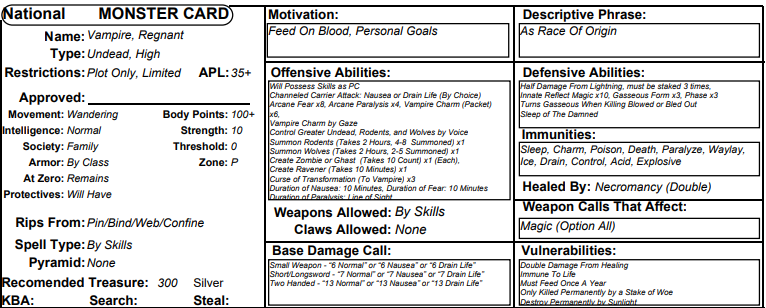 National MONSTER CARD
Name: Vampire, Regnant
Type: Undead, High
Restrictions: Plot Only, Limited APL: 35+
Approved:
Movement: Wandering Body Points: 100+
Intelligence: Normal Strength: 10
Society: Family Threshold: 0
Armor: By Class Zone: P
At Zero: Remains
Protectives: Will Have
Rips From: Pin/Bind/Web/Confine
Spell Type: By Skills
Pyramid: None
Recomended Treasure: 300 Silver
KBA: Search: Steal:
Motivation:
Feed On Blood, Personal Goals
Offensive Abilities:
Will Possess Skills as PC
Channeled Carrier Attack: Nausea or Drain Life (By Choice)
Arcane Fear x8, Arcane Paralysis x4, Vampire Charm (Packet)
x6,
Vampire Charm by Gaze
Control Greater Undead, Rodents, and Wolves by Voice
Summon Rodents (Takes 2 Hours, 4-8 Summoned) x1
Summon Wolves (Takes 2 Hours, 2-5 Summoned) x1
Create Zombie or Ghast (Takes 10 Count) x1 (Each),
Create Ravener (Takes 10 Minutes) x1
Curse of Transformation (To Vampire) x3
Duration of Nausea: 10 Minutes, Duration of Fear: 10 Minutes
Duration of Paralysis: Line of Sight
Weapons Allowed: By Skills
Claws Allowed: None
Base Damage Call:
Small Weapon - "6 Normal" or "6 Nausea" or "6 Drain Life"
Short/Longsword - "7 Normal" or "7 Nausea" or "7 Drain Life"
Two Handed - "13 Normal" or "13 Nausea" or "13 Drain Life"
Descriptive Phrase:
As Race Of Origin
Defensive Abilities:
Half Damage From Lightning, must be staked 3 times,
Innate Reflect Magic x10, Gasseous Form x3, Phase x3
Turns Gasseous When Killing Blowed or Bled Out
Sleep of The Damned
Immunities:
Sleep, Charm, Poison, Death, Paralyze, Waylay,
Ice, Drain, Control, Acid, Explosive
Healed By: Necromancy (Double)
Weapon Calls That Affect:
Magic (Option All)
Vulnerabilities:
Double Damage From Healing
Immune To Life
Must Feed Once A Year
Only Killed Permanently by a Stake of Woe
Destroy Permanently by Sunlight